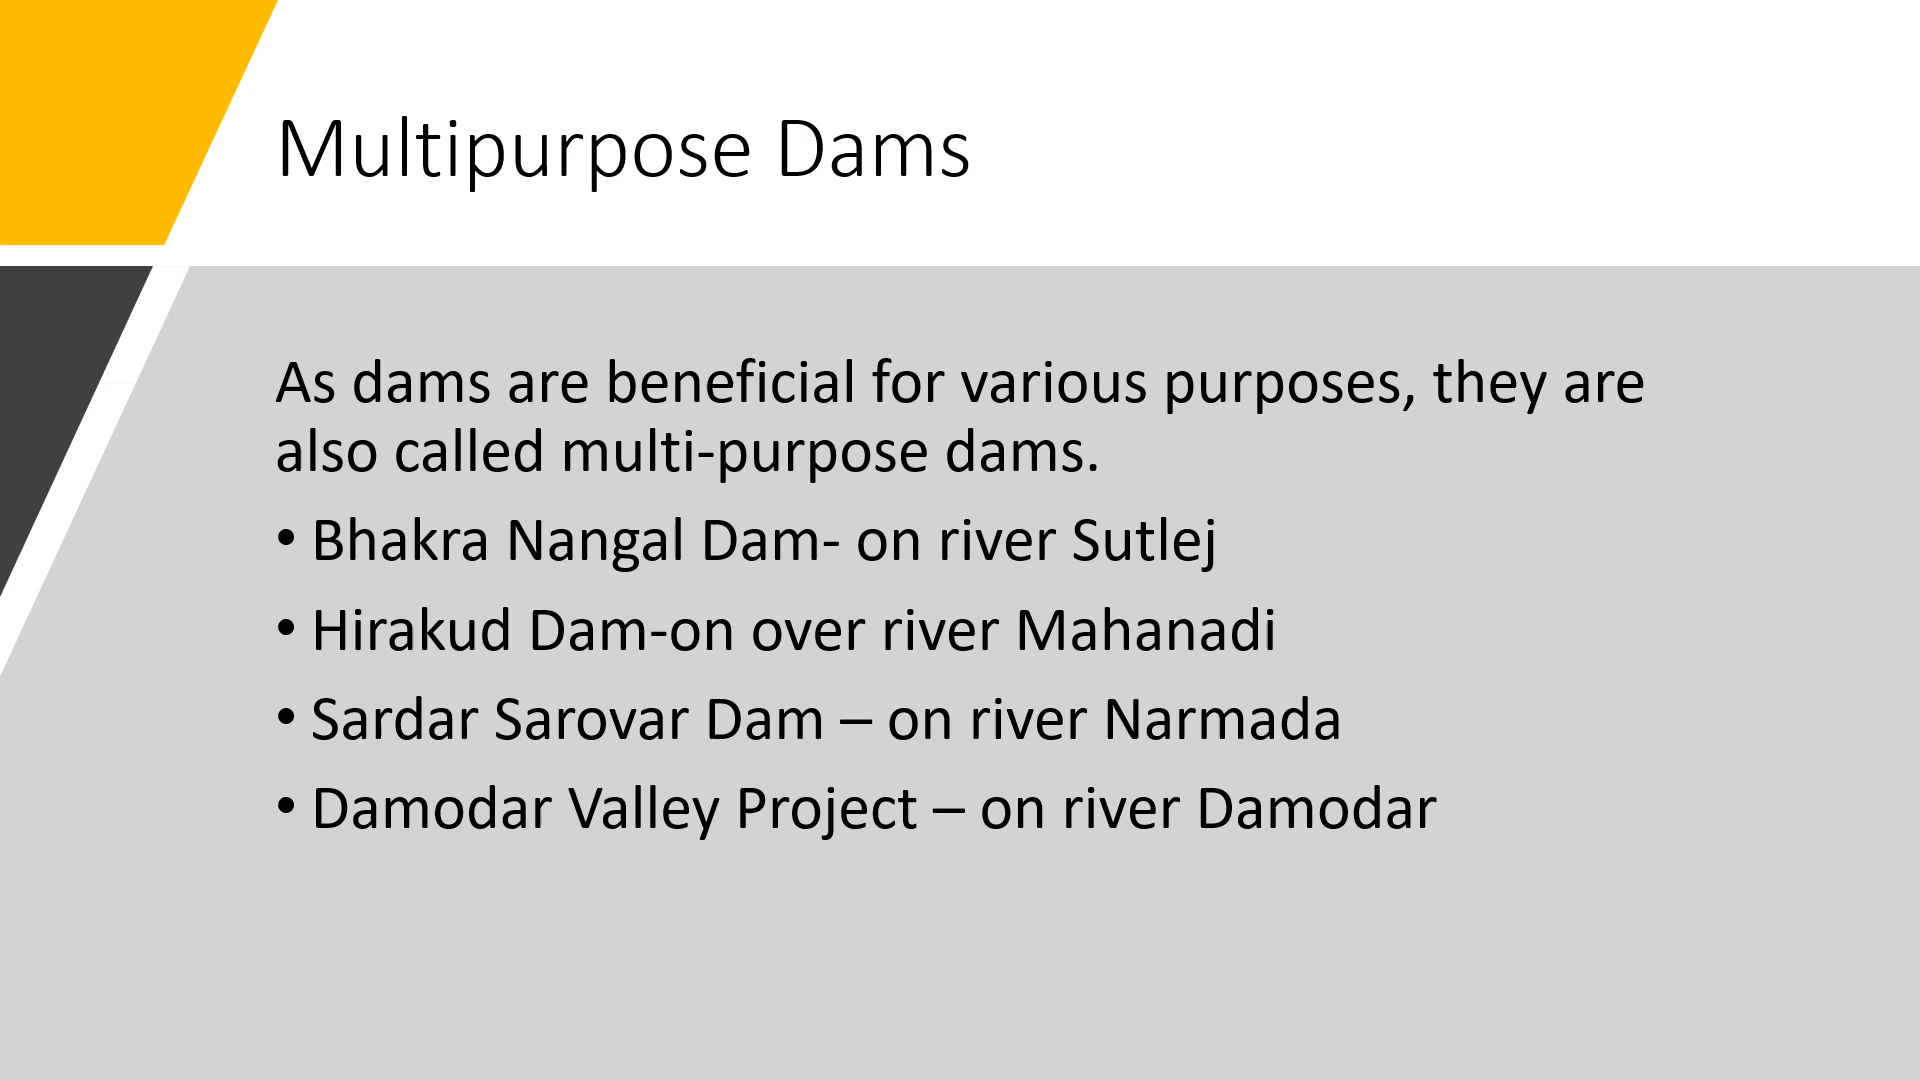 Multipurpose Dams
As dams are beneficial for various purposes, they are
also called multi-purpose dams.
• Bhakra Nangal Dam- on river Sutlej
• Hirakud Dam-on over river Mahanadi
• Sardar Sarovar Dam – on river Narmada
• Damodar Valley Project – on river Damodar